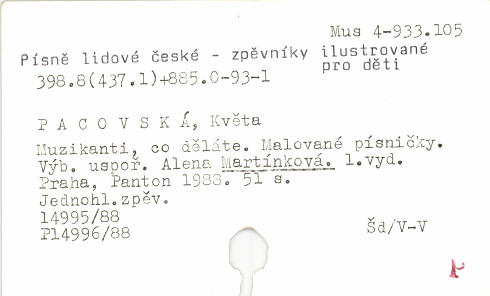 Mus 4-933.105
Písně lidové české - zpěvníky ilustrované
pro děti
398.8(437.1)+885.0-93-1
P A C O V S K Á, Květa
Muzikanti, co děláte. Malované písničky.
Výb. uspoř. Alena Martínková. 1.vyd.
Praha, Panton 1988. 51 s.
Jednohl.zpěv.
14995/88
P14996/88
Šd/V-V